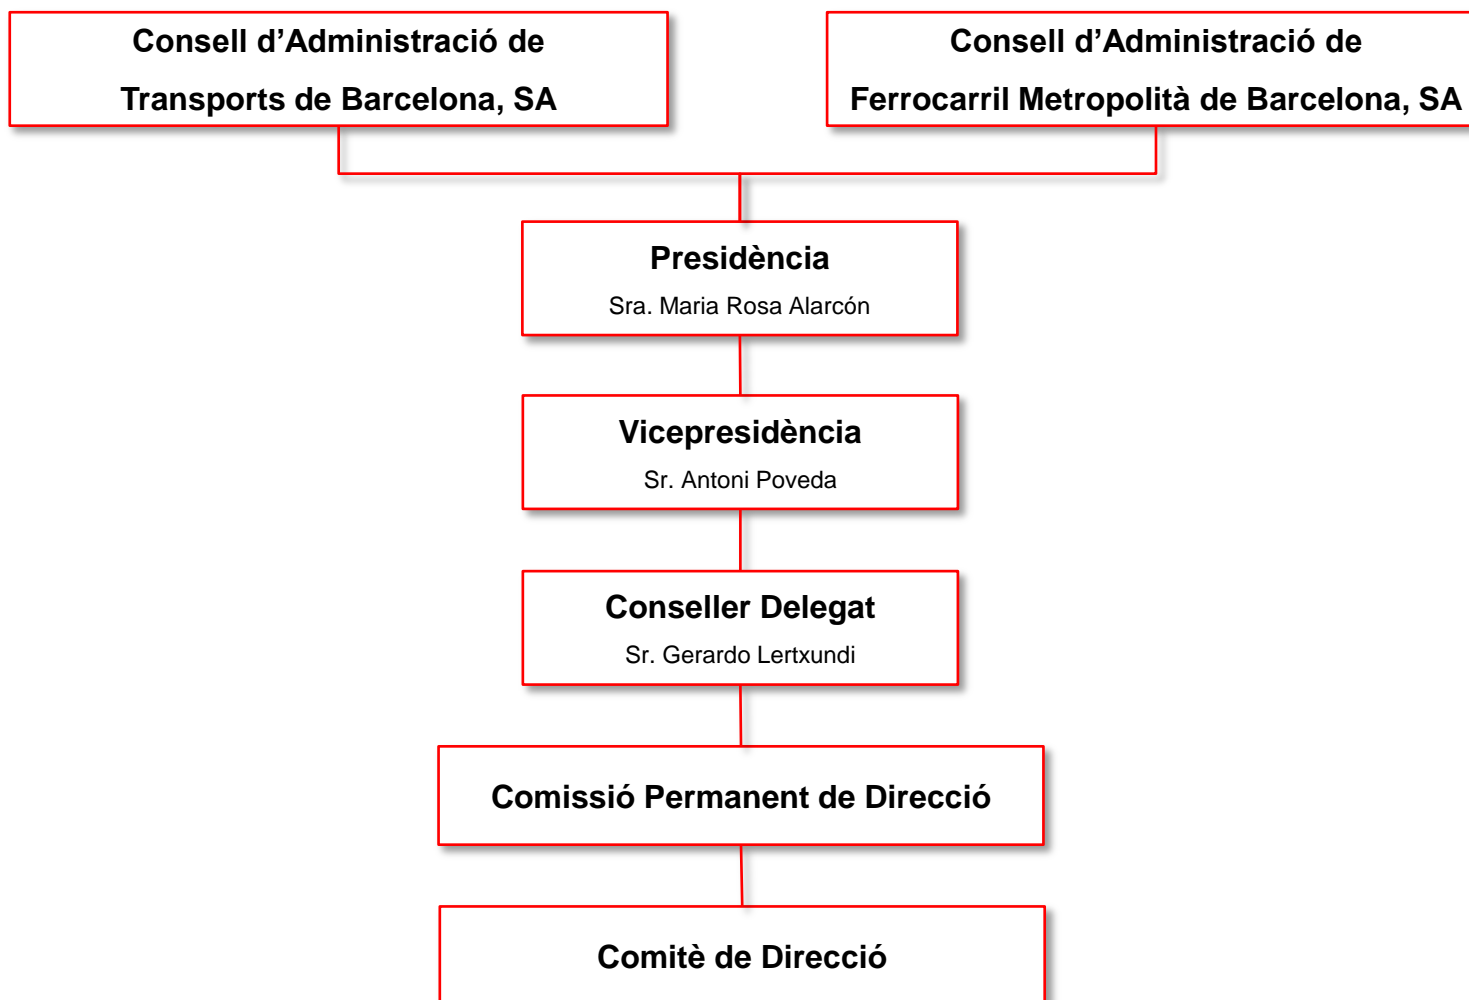 Consell d’Administració de
Transports de Barcelona, SA
Consell d’Administració de
Ferrocarril Metropolità de Barcelona, SA
Presidència
Sra. Maria Rosa Alarcón
Vicepresidència
Sr. Antoni Poveda
Conseller Delegat
Sr. Gerardo Lertxundi
Comissió Permanent de Direcció
Comitè de Direcció